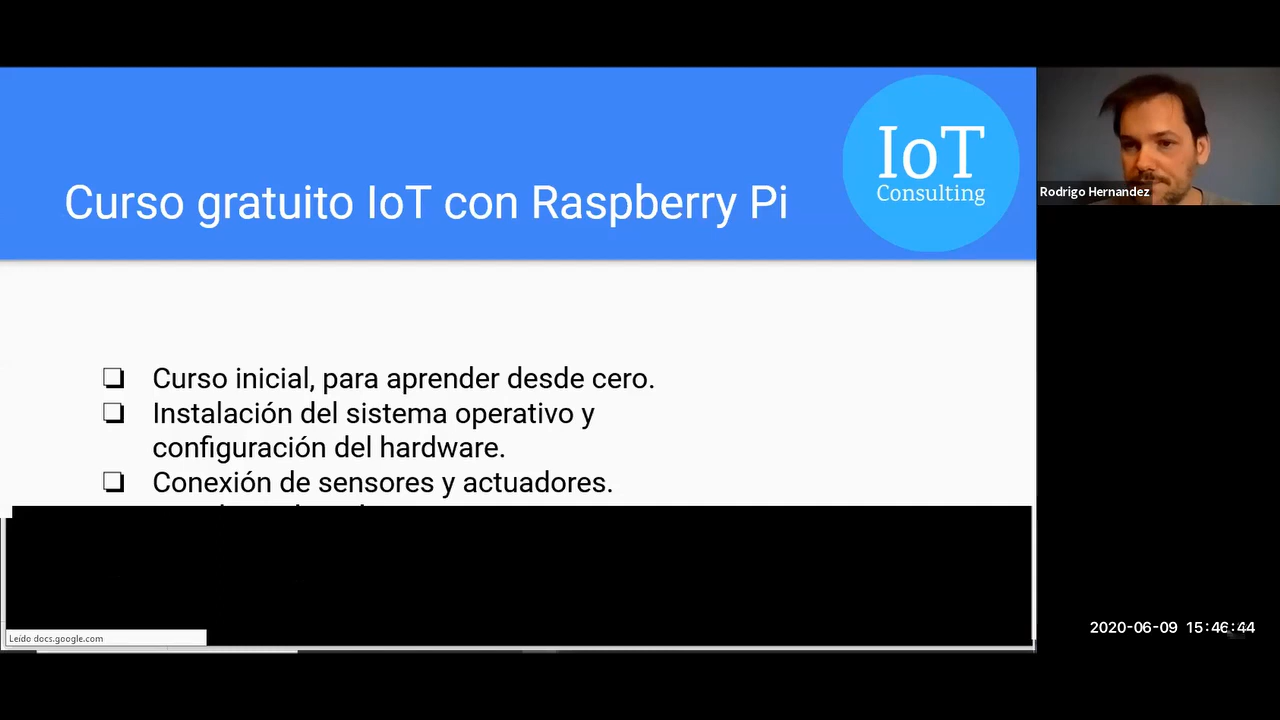 IoT
Consulting
Curso gratuito IoT con Raspberry Pi
Rodrigo Hernandez
❏ Curso inicial, para aprender desde cero.
❏ Instalación del sistema operativo y
configuración del hardware.
❏ Conexión de sensores y actuadores.
Leído docs.google.com
2020-06-09 15:46:44